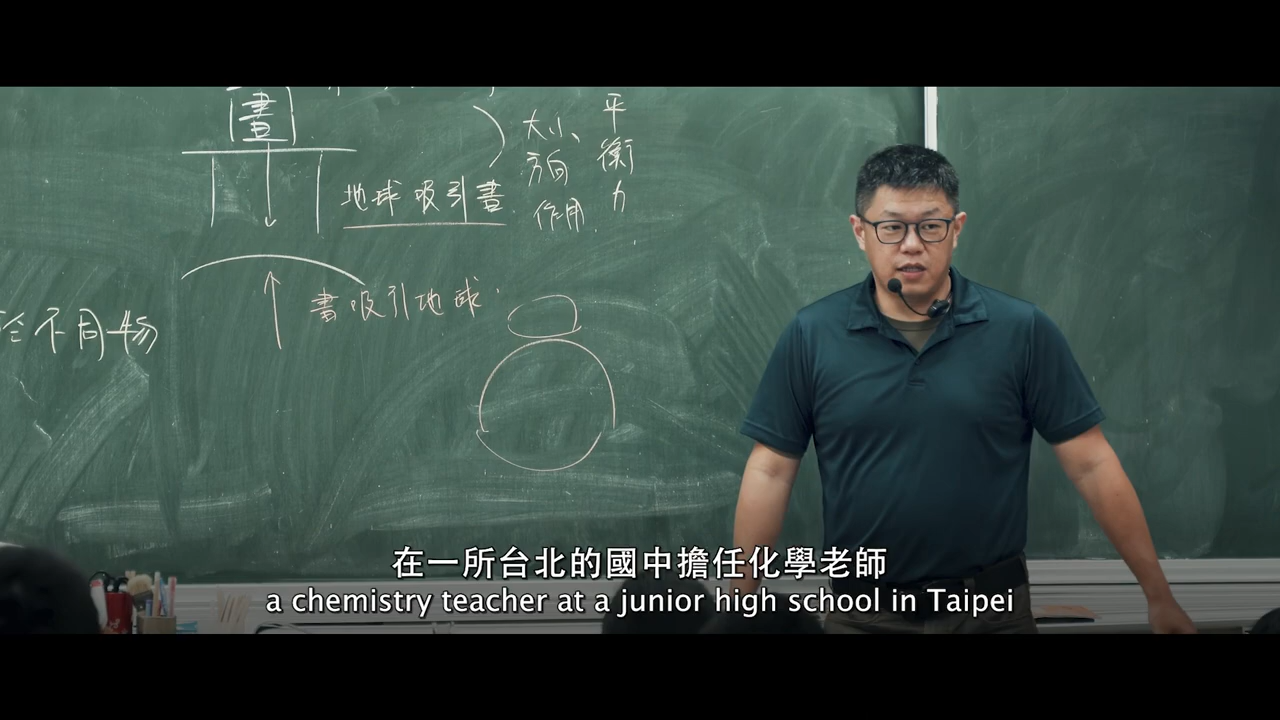 書
大小、
方向
作用
平衡力
地球吸引書
書吸引地球
於不同物
在一所台北的國中擔任化學老師
a chemistry teacher at a junior high school in Taipei